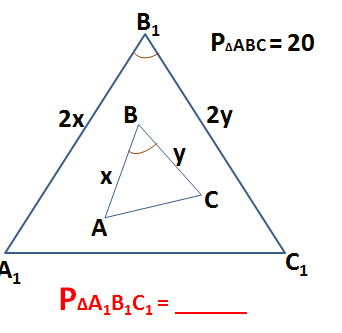 B₁
P∆ABC = 20
2x
B
2y
y
x
C
A
A₁
C₁
P∆A₁B₁C₁ = ______